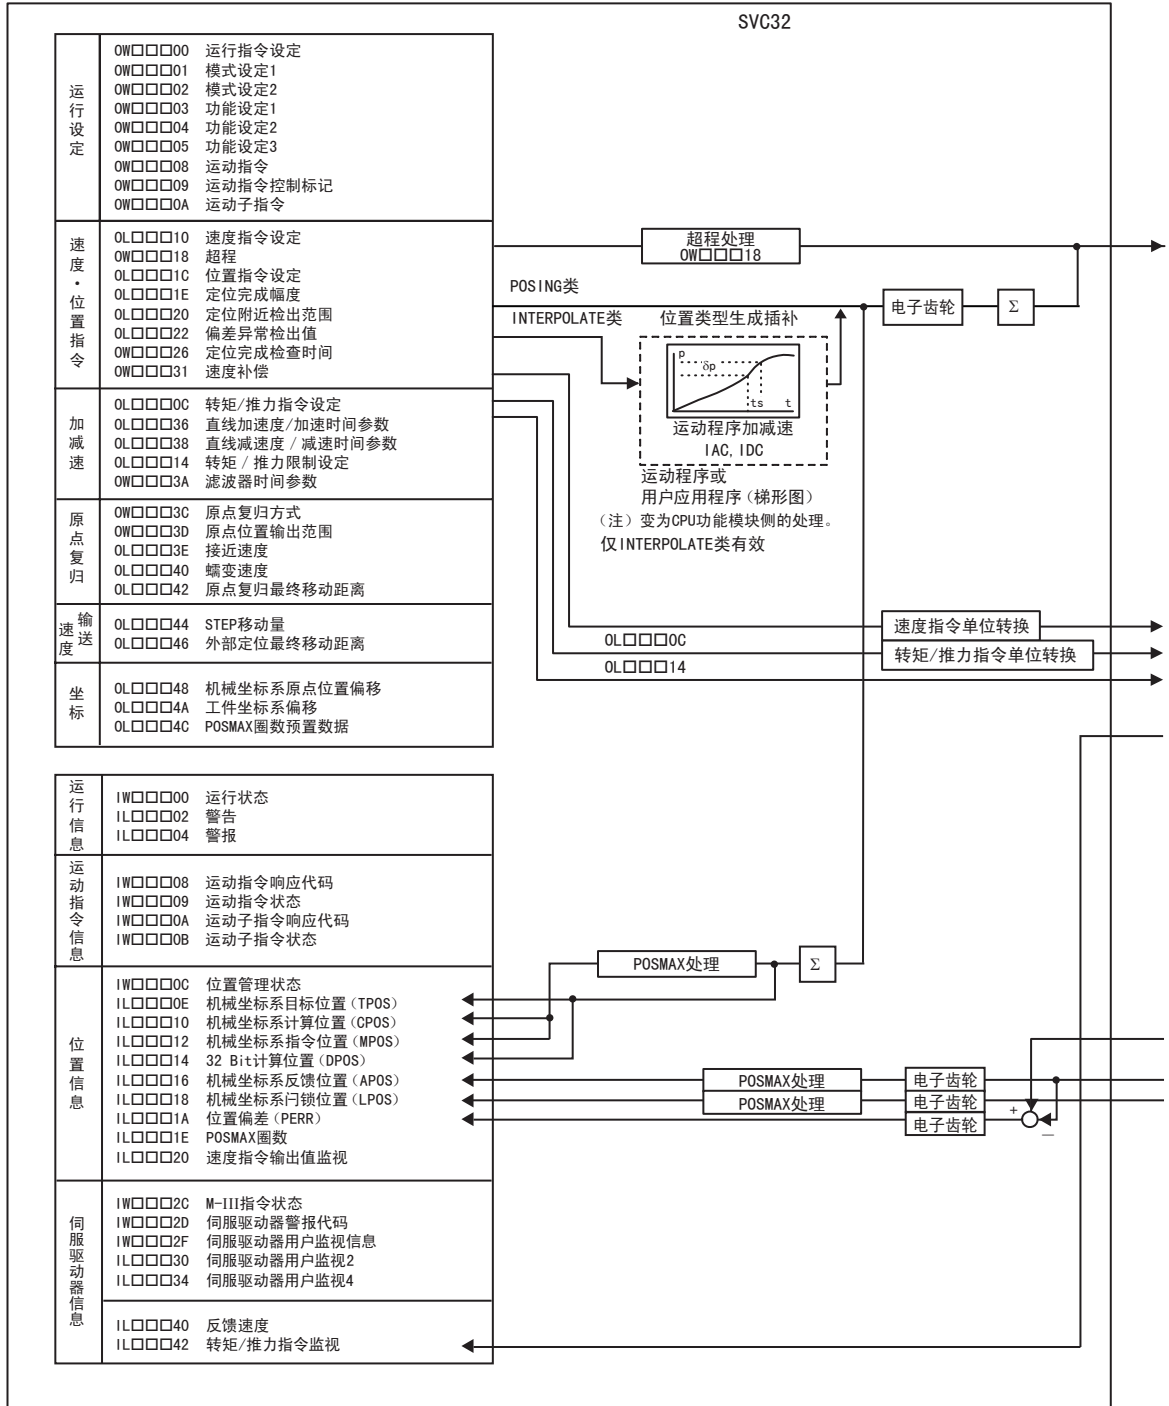 SVC32
运行设定
OW□□□00 运行指令设定
OW□□□01 模式设定1
OW□□□02 模式设定2
OW□□□03 功能设定1
OW□□□04 功能设定2
OW□□□05 功能设定3
OW□□□08 运动指令
OW□□□09 运动指令控制标记
OW□□□0A 运动子指令
速度·位置指令
OL□□□10 速度指令设定
OW□□□18 超程
OL□□□1C 位置指令设定
OL□□□1E 定位完成幅度
OL□□□20 定位附近检出范围
OL□□□22 偏差异常检出值
OW□□□26 定位完成检查时间
OW□□□31 速度补偿
加减速
OL□□□0C 转矩/推力指令设定
OL□□□36 直线加速度/加速时间参数
OL□□□38 直线减速度/减速时间参数
OL□□□14 转矩/推力限制设定
OW□□□3A 滤波器时间参数
原点复归
OW□□□3C 原点复归方式
OW□□□3D 原点位置输出范围
OL□□□3E 接近速度
OL□□□40 蠕变速度
OL□□□42 原点复归最终移动距离
输送速度
OL□□□44 STEP移动量
OL□□□46 外部定位最终移动距离
坐标
OL□□□48 机械坐标系原点位置偏移
OL□□□4A 工件坐标系偏移
OL□□□4C POSMAX圈数预置数据
超程处理
OW□□□18
POSING类
INTERPOLATE类
位置类型生成插补
电子齿轮
Σ
p
δp
ts
t
运动程序加减速
IAC,IDC
运动程序或
用户应用程序(梯形图)
(注) 变为CPU功能模块侧的处理。
仅INTERPOLATE类有效
速度指令单位转换
OL□□□0C
转矩/推力指令单位转换
OL□□□14
运行信息
IW□□□00 运行状态
IL□□□02 警告
IL□□□04 警报
运动指令信息
IW□□□08 运动指令响应代码
IW□□□09 运动指令状态
IW□□□0A 运动子指令响应代码
IW□□□0B 运动子指令状态
位置信息
IW□□□0C 位置管理状态
IL□□□0E 机械坐标系目标位置(TPOS)
IL□□□10 机械坐标系计算位置(CPOS)
IL□□□12 机械坐标系指令位置(MPOS)
IL□□□14 32 Bit计算位置(DPOS)
IL□□□16 机械坐标系反馈位置(APOS)
IL□□□18 机械坐标系闩锁位置(LPOS)
IL□□□1A 位置偏差(PERR)
IL□□□1E POSMAX圈数
IL□□□20 速度指令输出值监视
POSMAX处理
Σ
POSMAX处理
电子齿轮
POSMAX处理
电子齿轮
电子齿轮
+
—
伺服驱动器信息
IW□□□2C M-III指令状态
IW□□□2D 伺服驱动器警报代码
IW□□□2F 伺服驱动器用户监视信息
IL□□□30 伺服驱动器用户监视2
IL□□□34 伺服驱动器用户监视4
IL□□□40 反馈速度
IL□□□42 转矩/推力指令监视